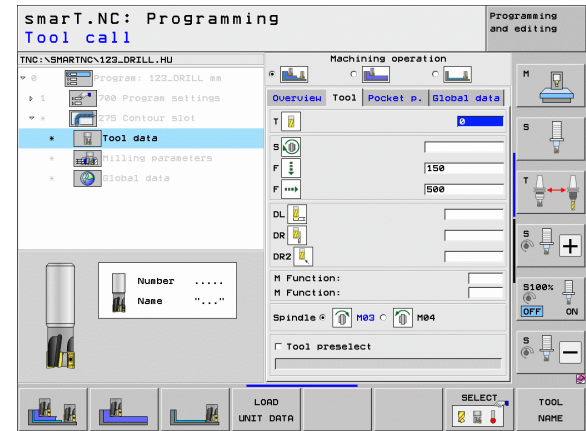 smarT.NC: Programming
Tool call
Programming and editing
TNC:\SMARTNC\123_DRILL.HU
0 Program: 123_DRILL mm
1 700 Program settings
* 275 Contour slot
* Tool data
* Milling parameters
* Global data
Number .....
Name "..."
Machining operation
Overview Tool Pocket p. Global data
T 0
S
F 150
F 500
DL
DR
DR2
M Function:
M Function:
Spindle M03 M04
Tool preselect
M
S
T
S
S100%
OFF ON
S
LOAD UNIT DATA
SELECT
TOOL NAME